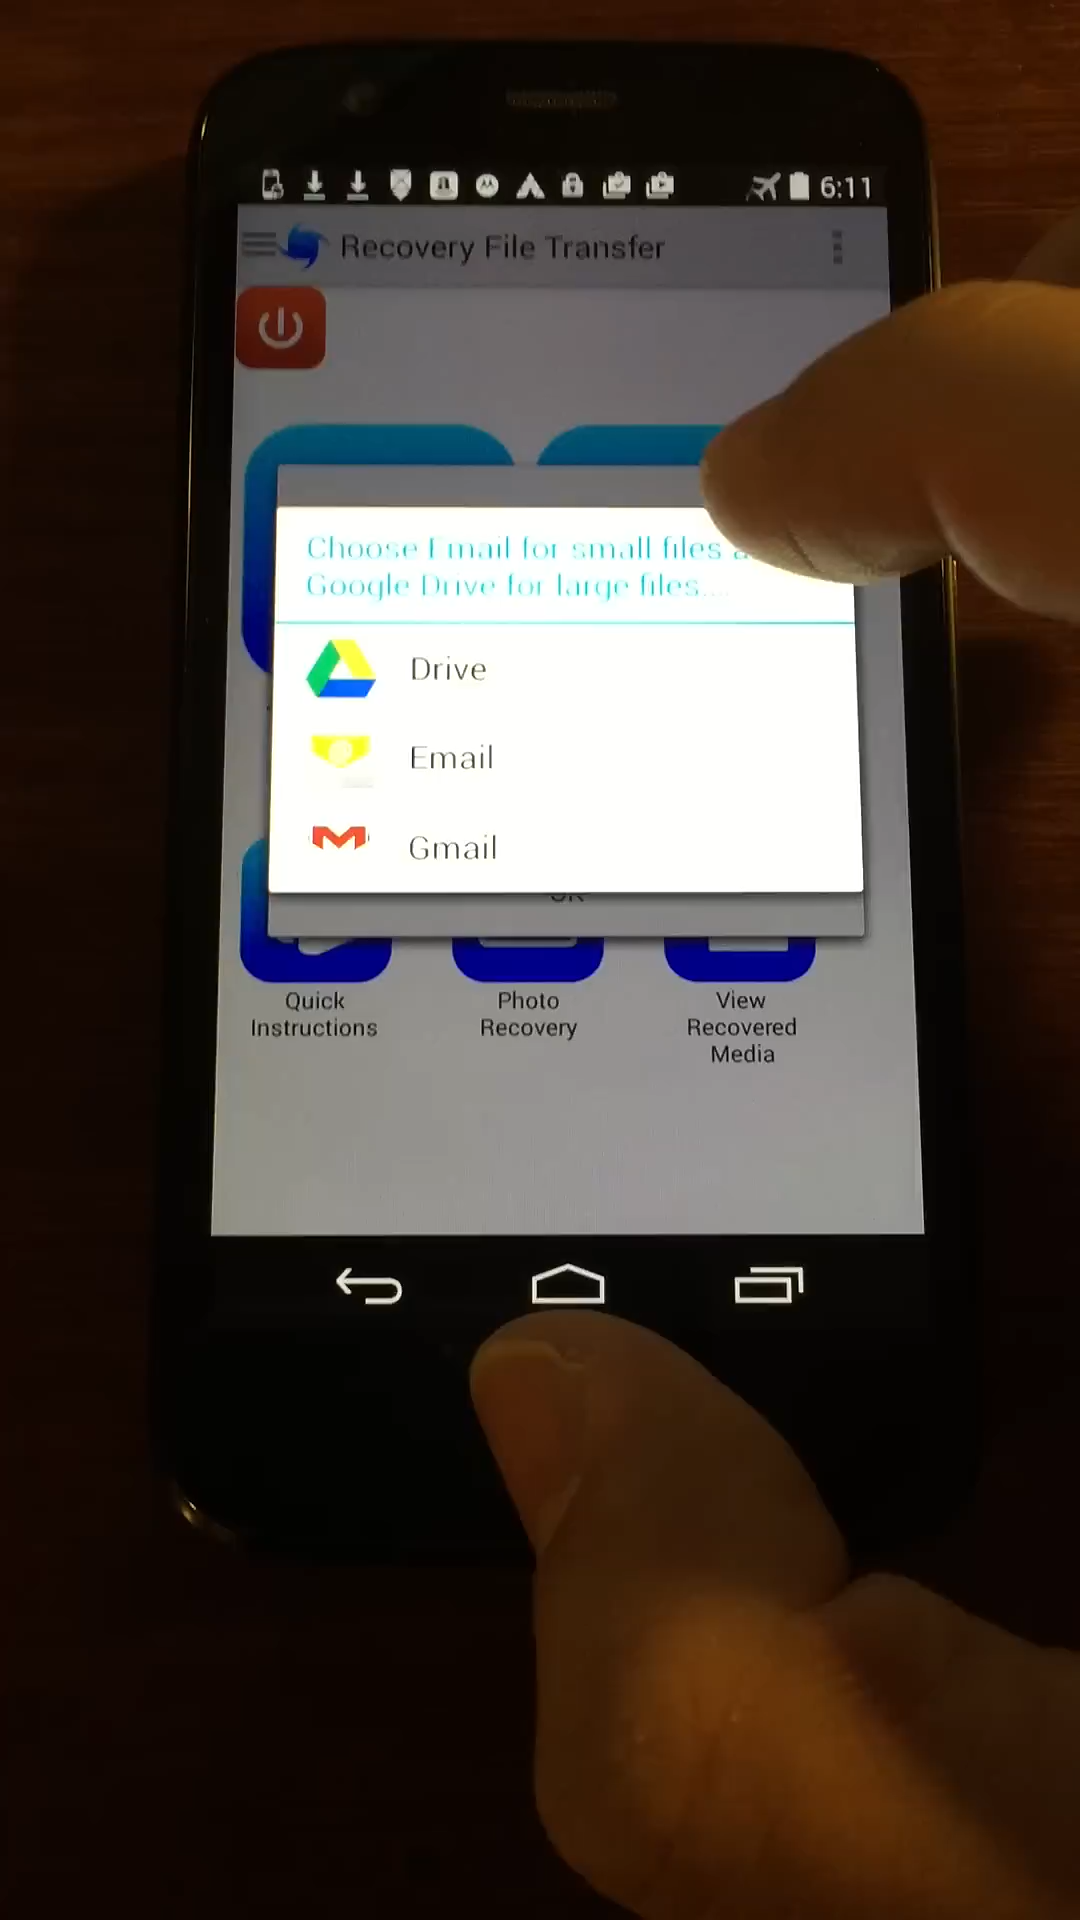 6:11
Recovery File Transfer
Choose Email for small files
Google Drive for large files....
Drive
Email
Gmail
Quick
Instructions
Photo
Recovery
View
Recovered
Media